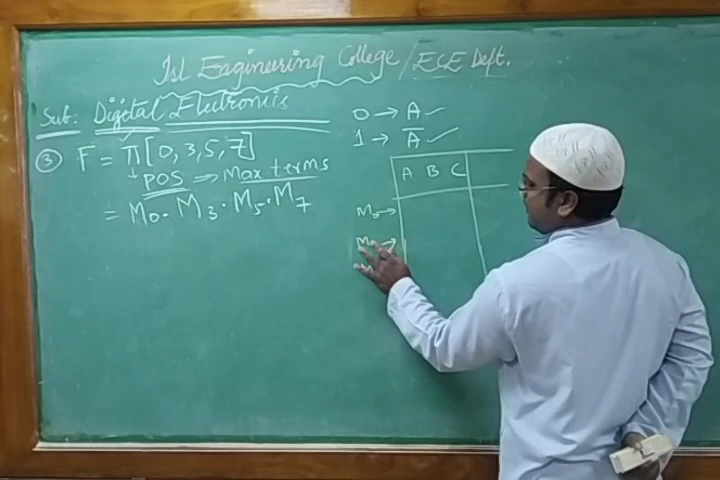 Isl Engineering College / ECE Dept.
Sub: Digital Electronis
③ F = π [0, 3, 5, 7]
↓ POS ⇒ Max terms
= M0 . M3 . M5 . M7
0 → A ✓
1 → A̅ ✓
A B C
M0 →